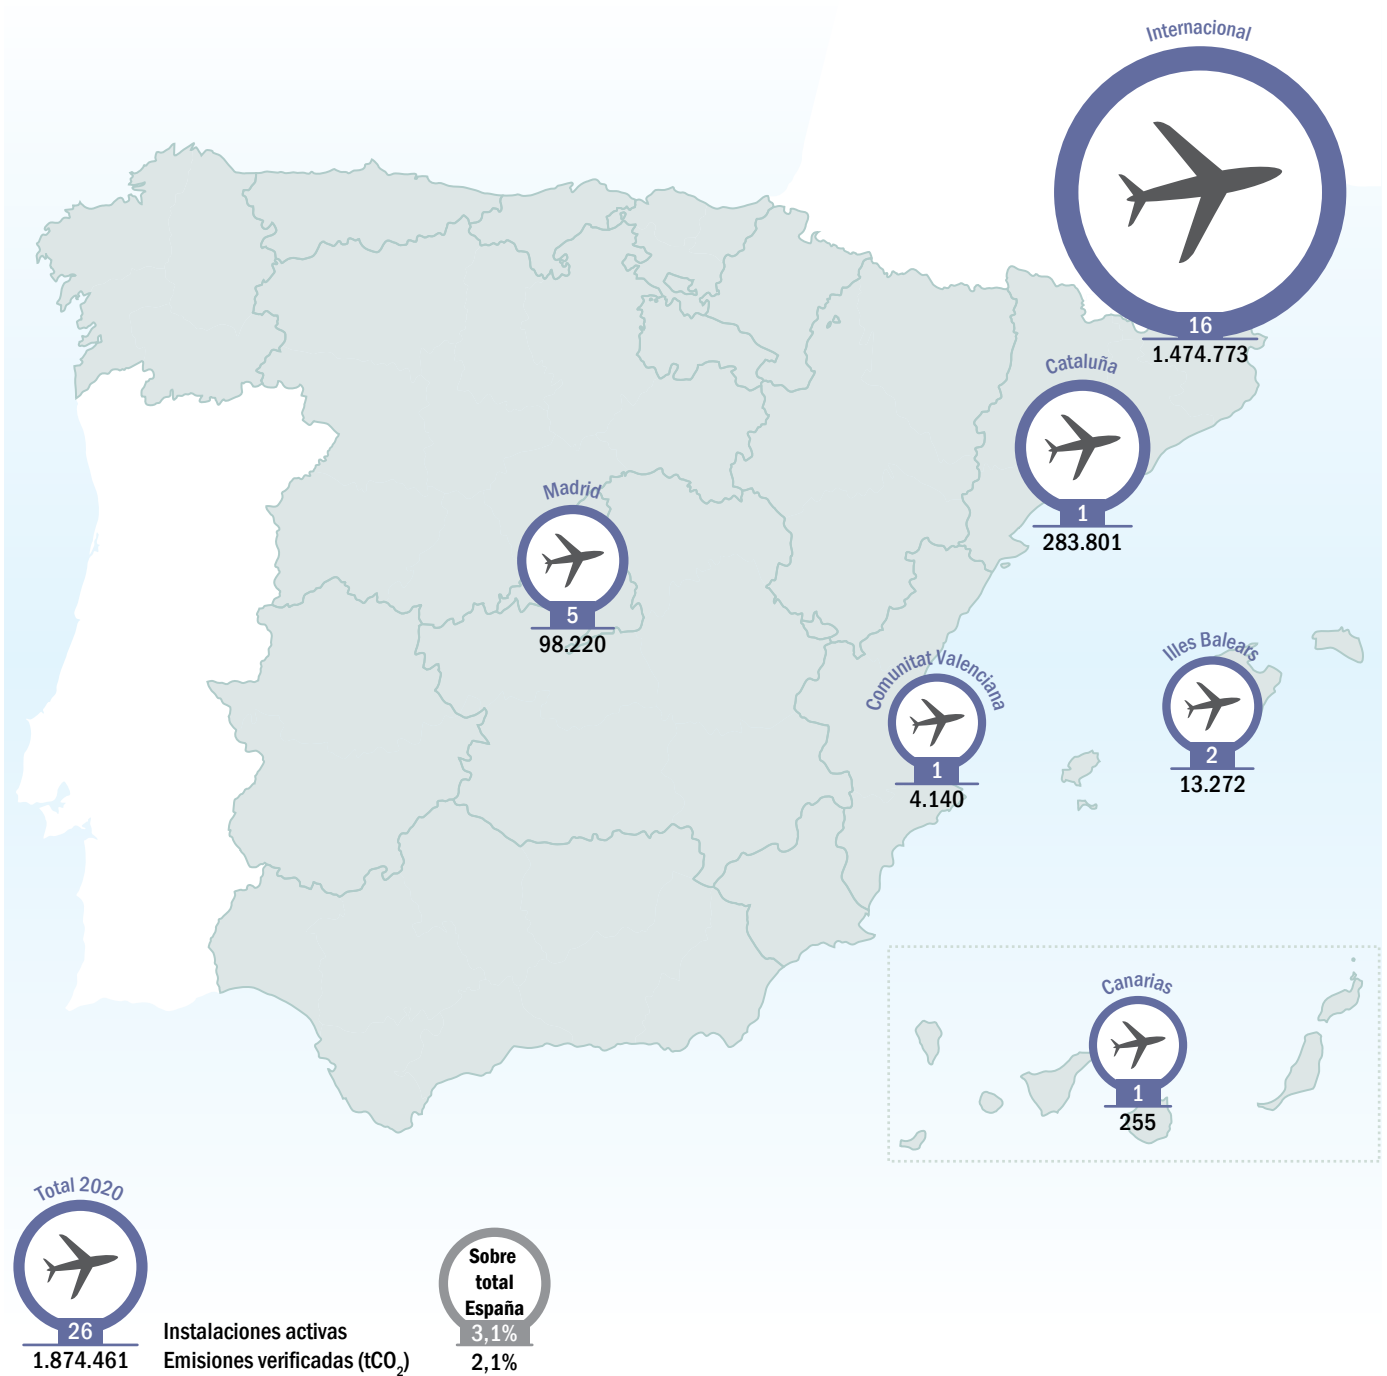 Internacional
16
1.474.773
Cataluña
1
283.801
Madrid
5
98.220
Comunitat Valenciana
1
4.140
Illes Balears
2
13.272
Canarias
1
255
Total 2020
26
1.874.461
Instalaciones activas
Emisiones verificadas (tCO₂)
Sobre
total
España
3,1%
2,1%